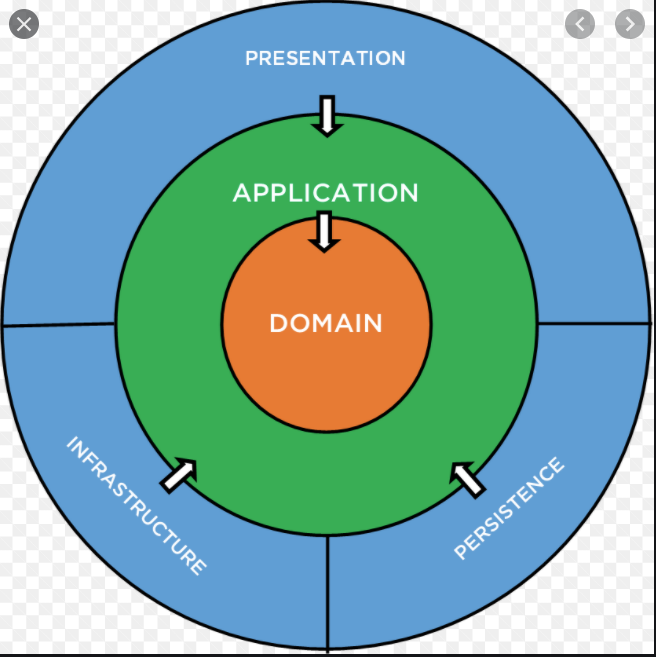 PRESENTATION
APPLICATION
DOMAIN
INFRASTRUCTURE
PERSISTENCE